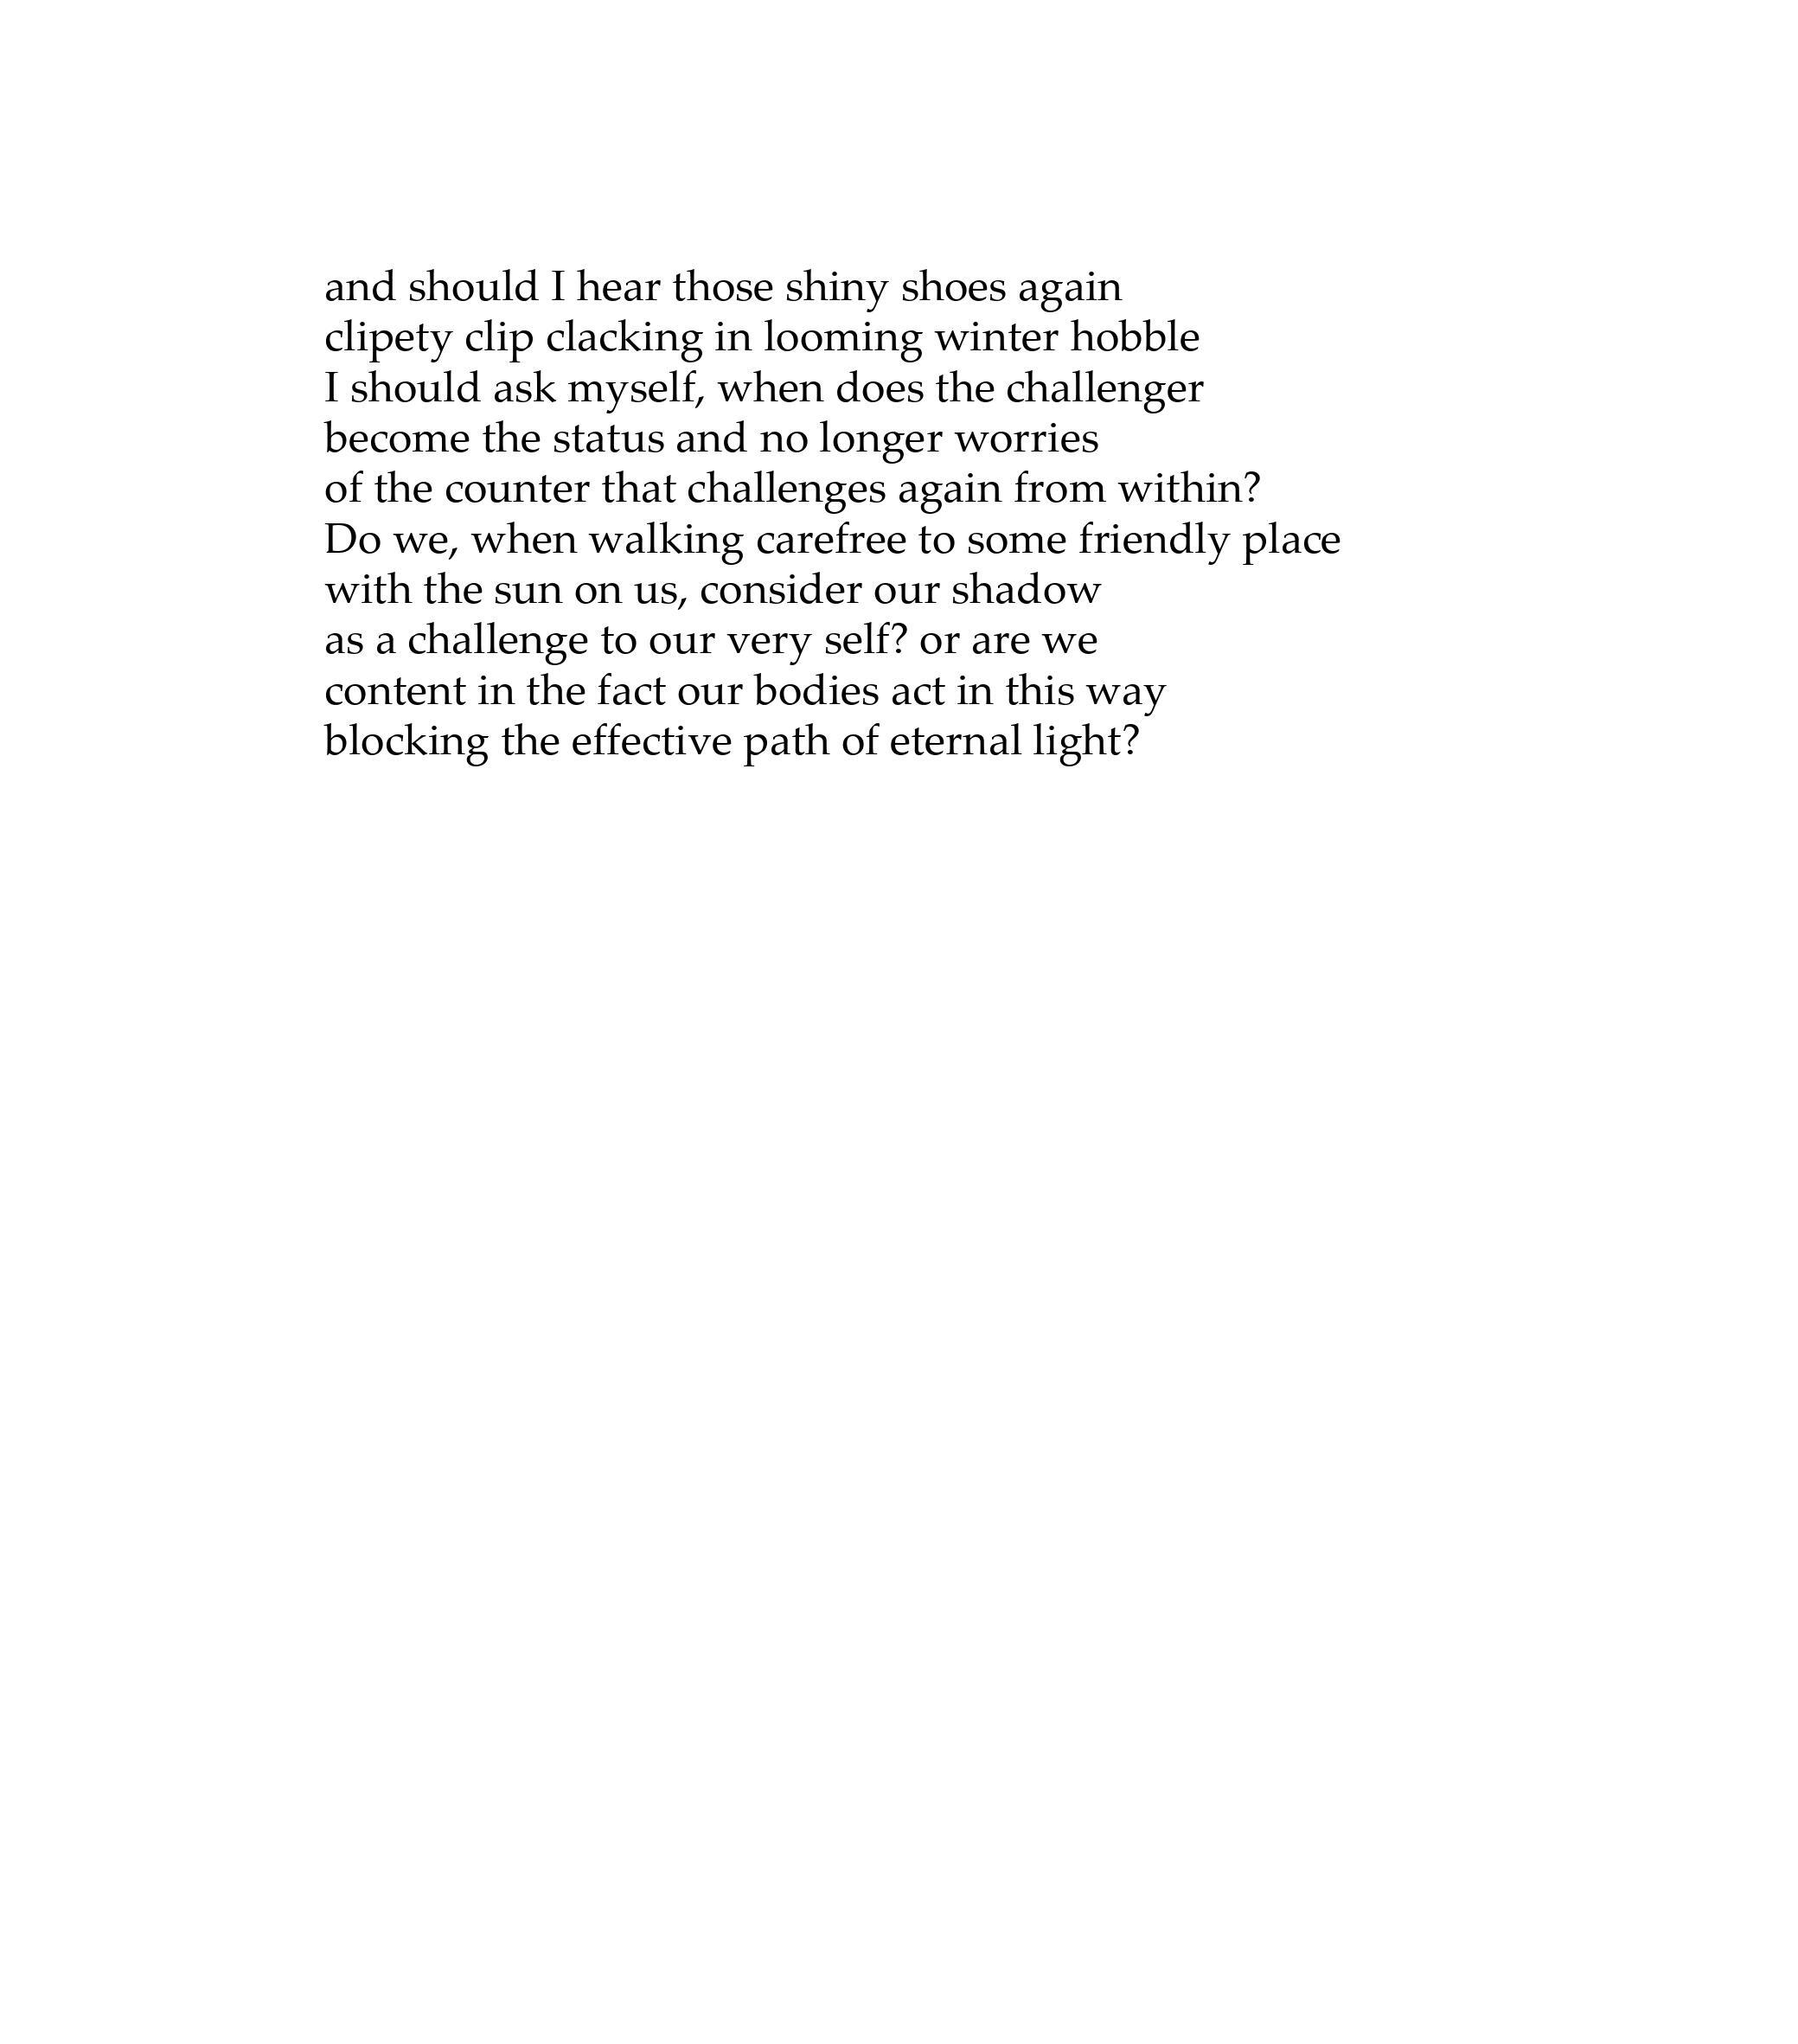 and should I hear those shiny shoes again
clipety clip clacking in looming winter hobble
I should ask myself, when does the challenger
become the status and no longer worries
of the counter that challenges again from within?
Do we, when walking carefree to some friendly place
with the sun on us, consider our shadow
as a challenge to our very self? or are we
content in the fact our bodies act in this way
blocking the effective path of eternal light?